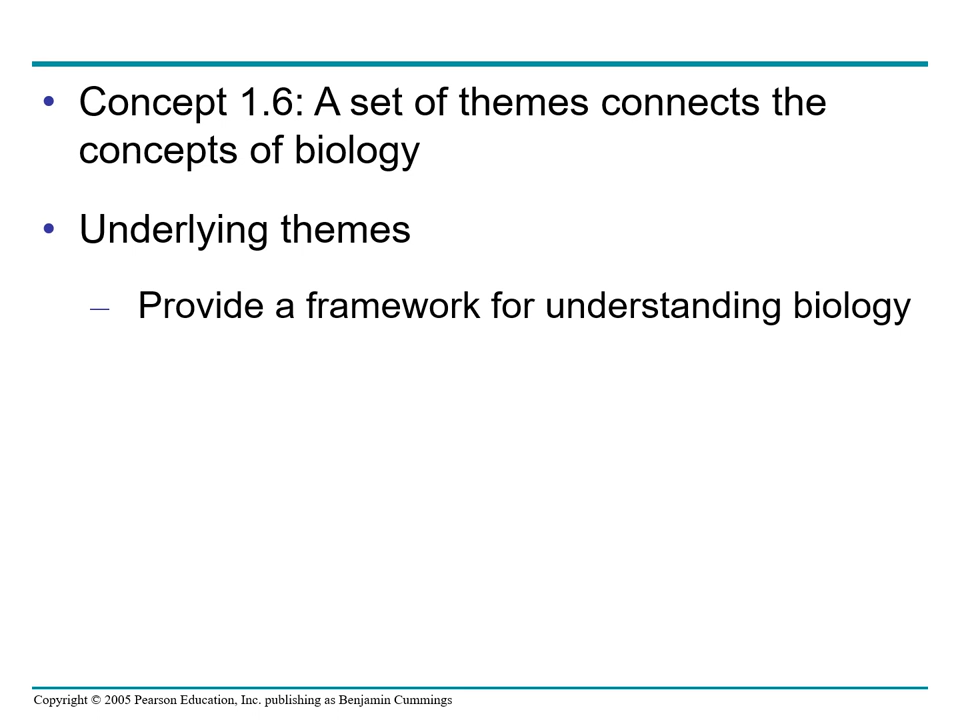 • Concept 1.6: A set of themes connects the
concepts of biology
• Underlying themes
– Provide a framework for understanding biology
Copyright © 2005 Pearson Education, Inc. publishing as Benjamin Cummings